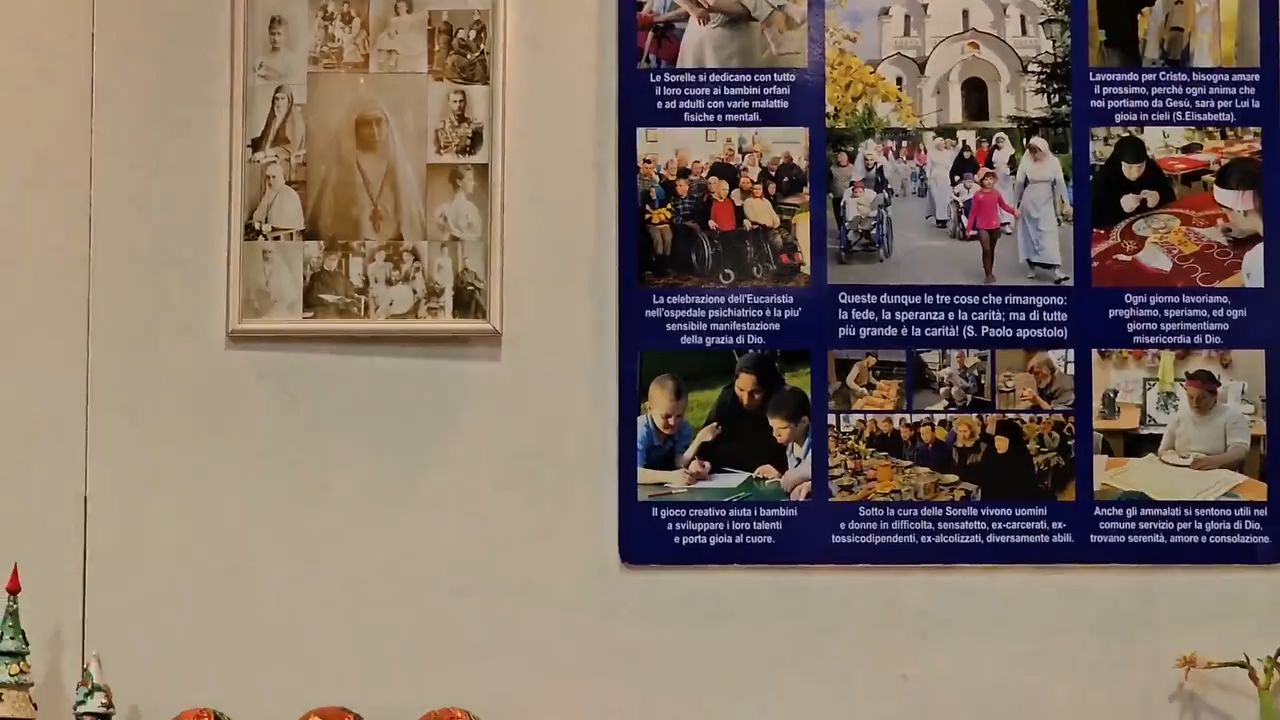 Le Sorelle si dedicano con tutto
il loro cuore ai bambini orfani
e ad adulti con varie malattie
fisiche e mentali.
Lavorando per Cristo, bisogna amare
il prossimo, perché ogni anima che
noi portiamo da Gesù, sarà per Lui la
gioia in cieli (S.Elisabetta).
La celebrazione dell'Eucaristia
nell'ospedale psichiatrico è la piu'
sensibile manifestazione
della grazia di Dio.
Queste dunque le tre cose che rimangono:
la fede, la speranza e la carità; ma di tutte
più grande è la carità! (S. Paolo apostolo)
Ogni giorno lavoriamo,
preghiamo, speriamo, ed ogni
giorno sperimentiamo
misericordia di Dio.
Il gioco creativo aiuta i bambini
a sviluppare i loro talenti
e porta gioia al cuore.
Sotto la cura delle Sorelle vivono uomini
e donne in difficolta, sensatetto, ex-carcerati, ex-
tossicodipendenti, ex-alcolizzati, diversamente abili.
Anche gli ammalati si sentono utili nel
comune servizio per la gloria di Dio,
trovano serenità, amore e consolazione.